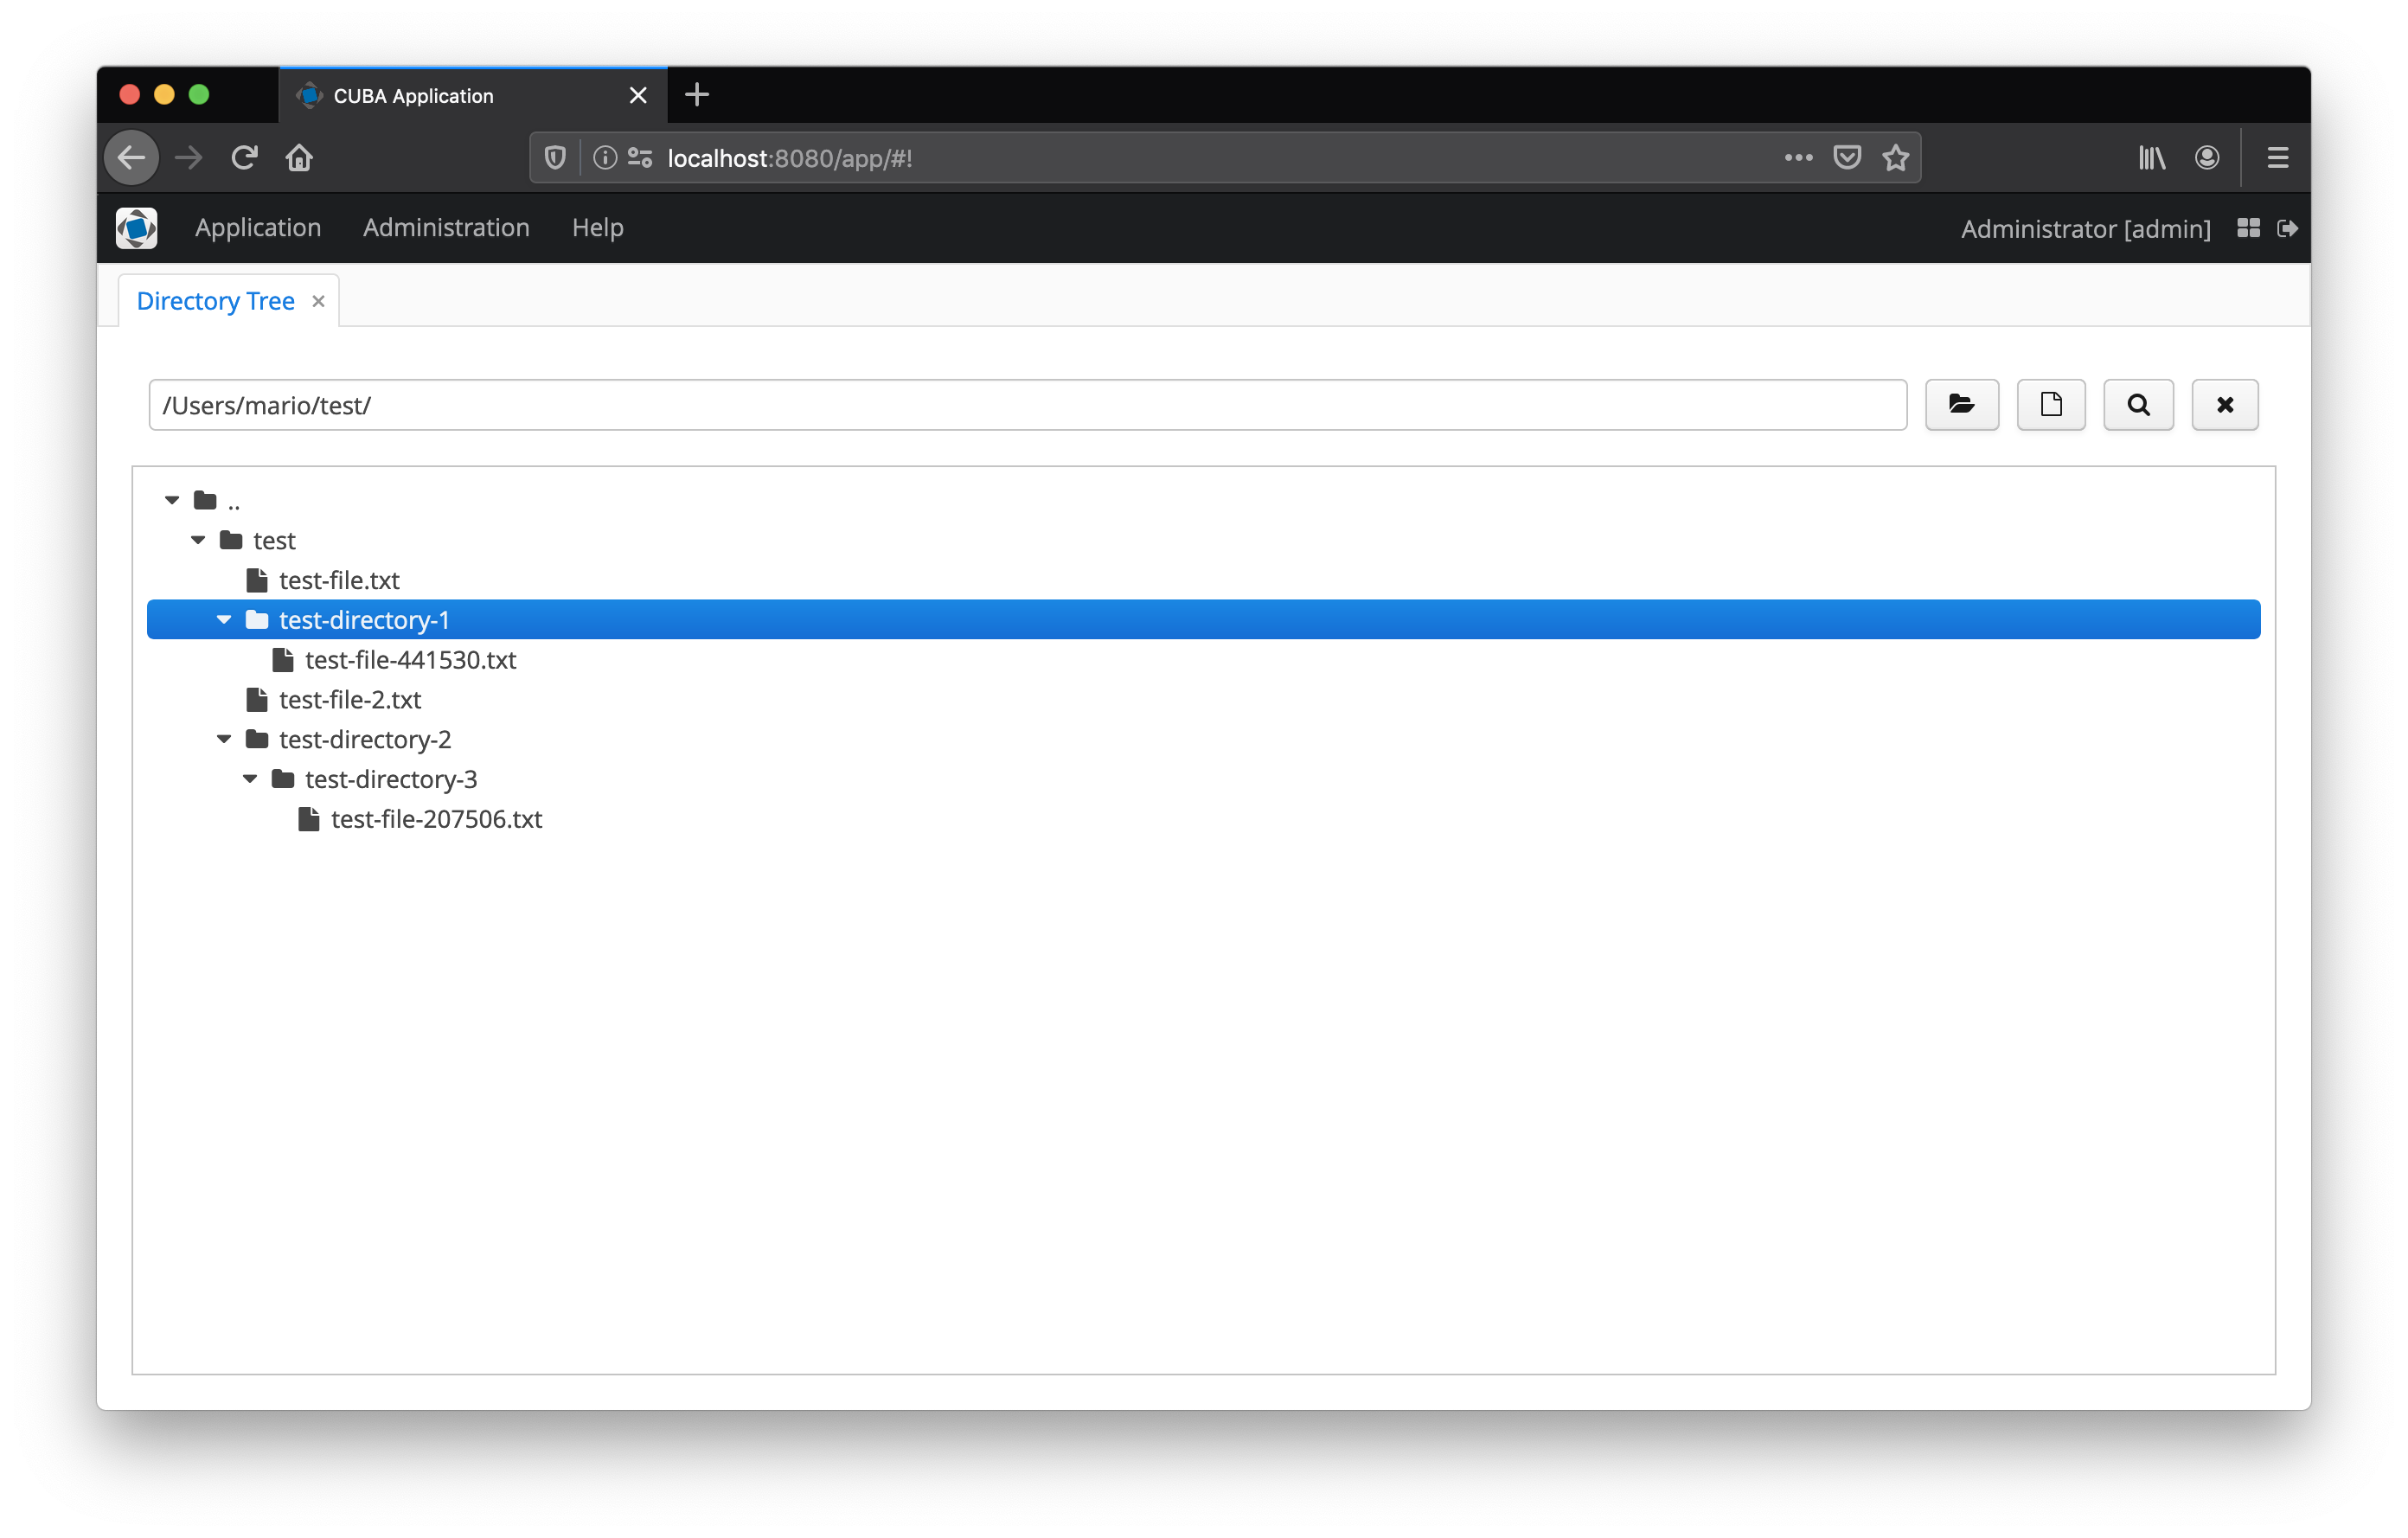 CUBA Application
localhost:8080/app/#!
Application Administration Help Administrator [admin]
Directory Tree
/Users/mario/test/
..
test
test-file.txt
test-directory-1
test-file-441530.txt
test-file-2.txt
test-directory-2
test-directory-3
test-file-207506.txt